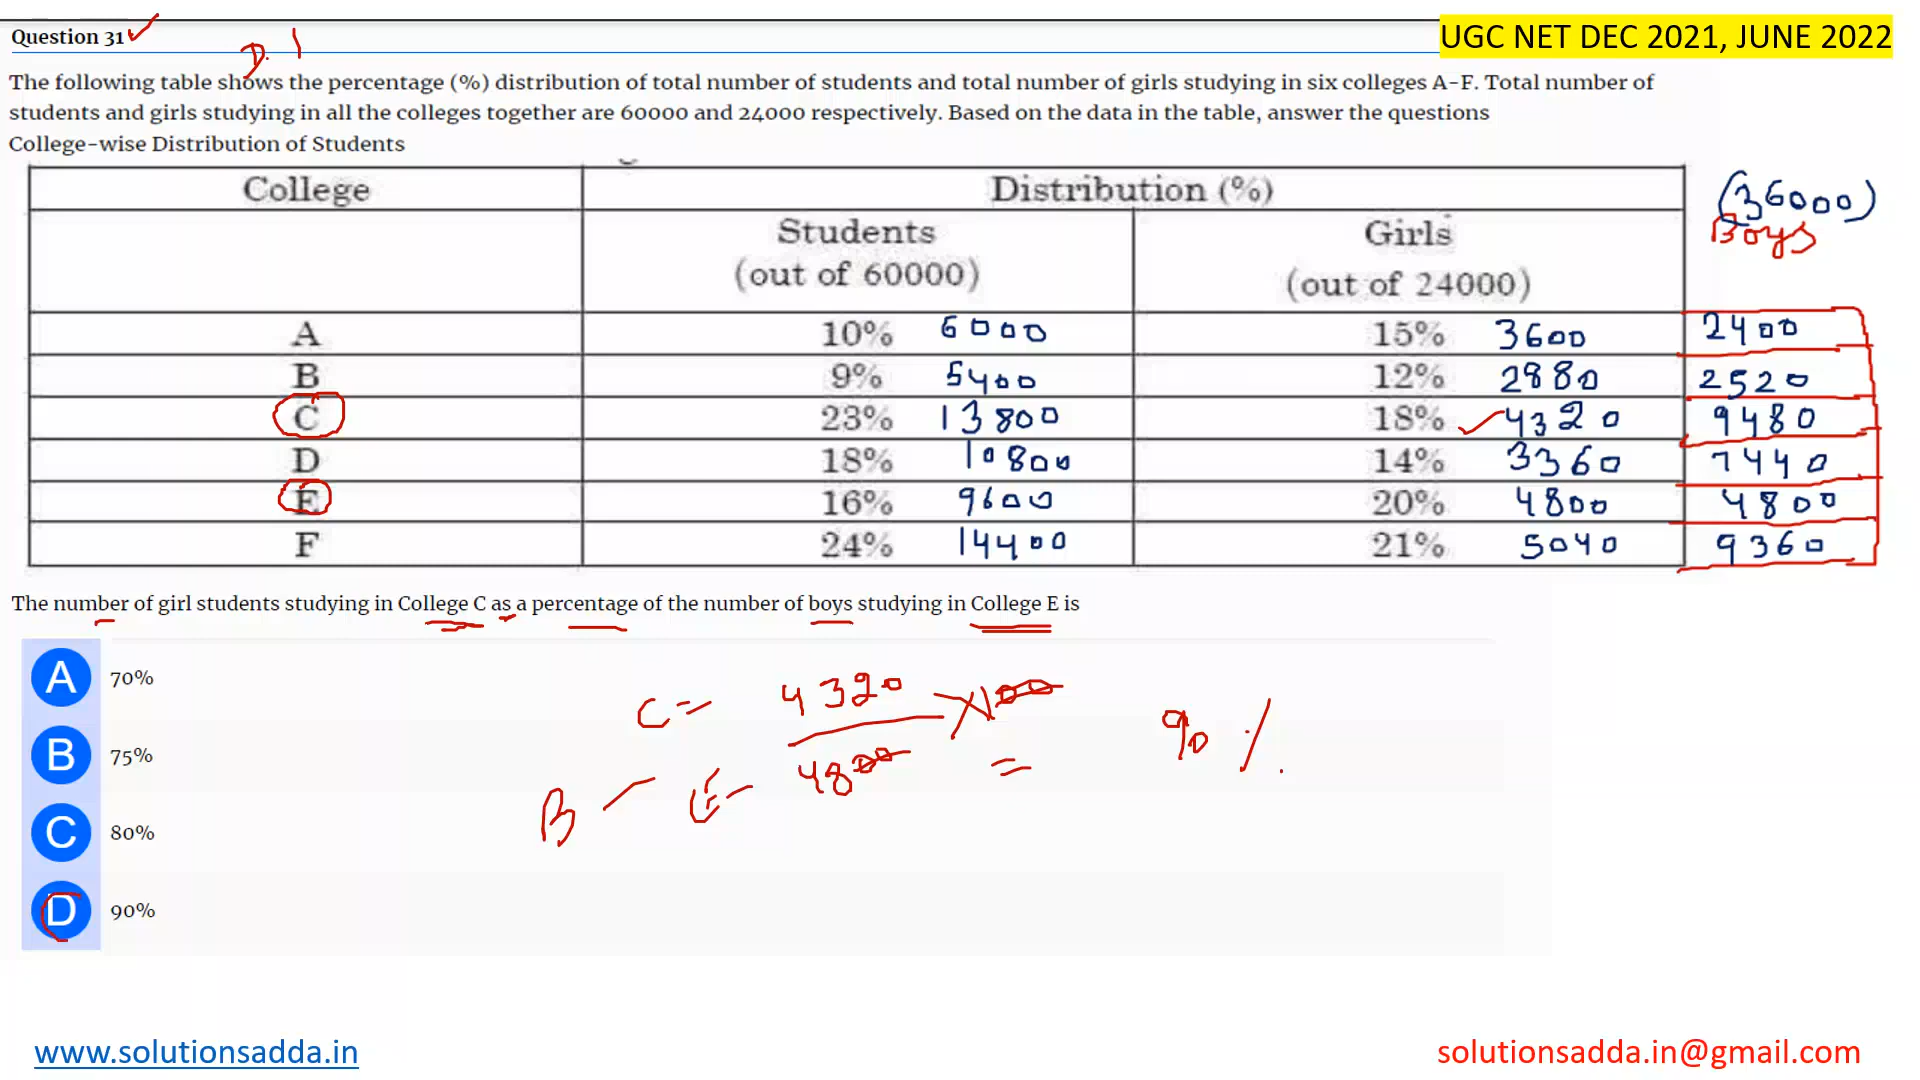 Question 31
D. I
UGC NET DEC 2021, JUNE 2022
The following table shows the percentage (%) distribution of total number of students and total number of girls studying in six colleges A-F. Total number of
students and girls studying in all the colleges together are 60000 and 24000 respectively. Based on the data in the table, answer the questions
College-wise Distribution of Students
College Distribution (%)
(36000)
Boys
Students Girls
(out of 60000) (out of 24000)
A 10% 6000 15% 3600 2400
B 9% 5400 12% 2880 2520
C 23% 13800 18% 4320 9480
D 18% 10800 14% 3360 7440
E 16% 9600 20% 4800 4800
F 24% 14400 21% 5040 9360
The number of girl students studying in College C as a percentage of the number of boys studying in College E is
A 70%
B 75%
C 80%
D 90%
C = 4320 × 100
B - E - 4800 = 90 %.
www.solutionsadda.in
solutionsadda.in@gmail.com